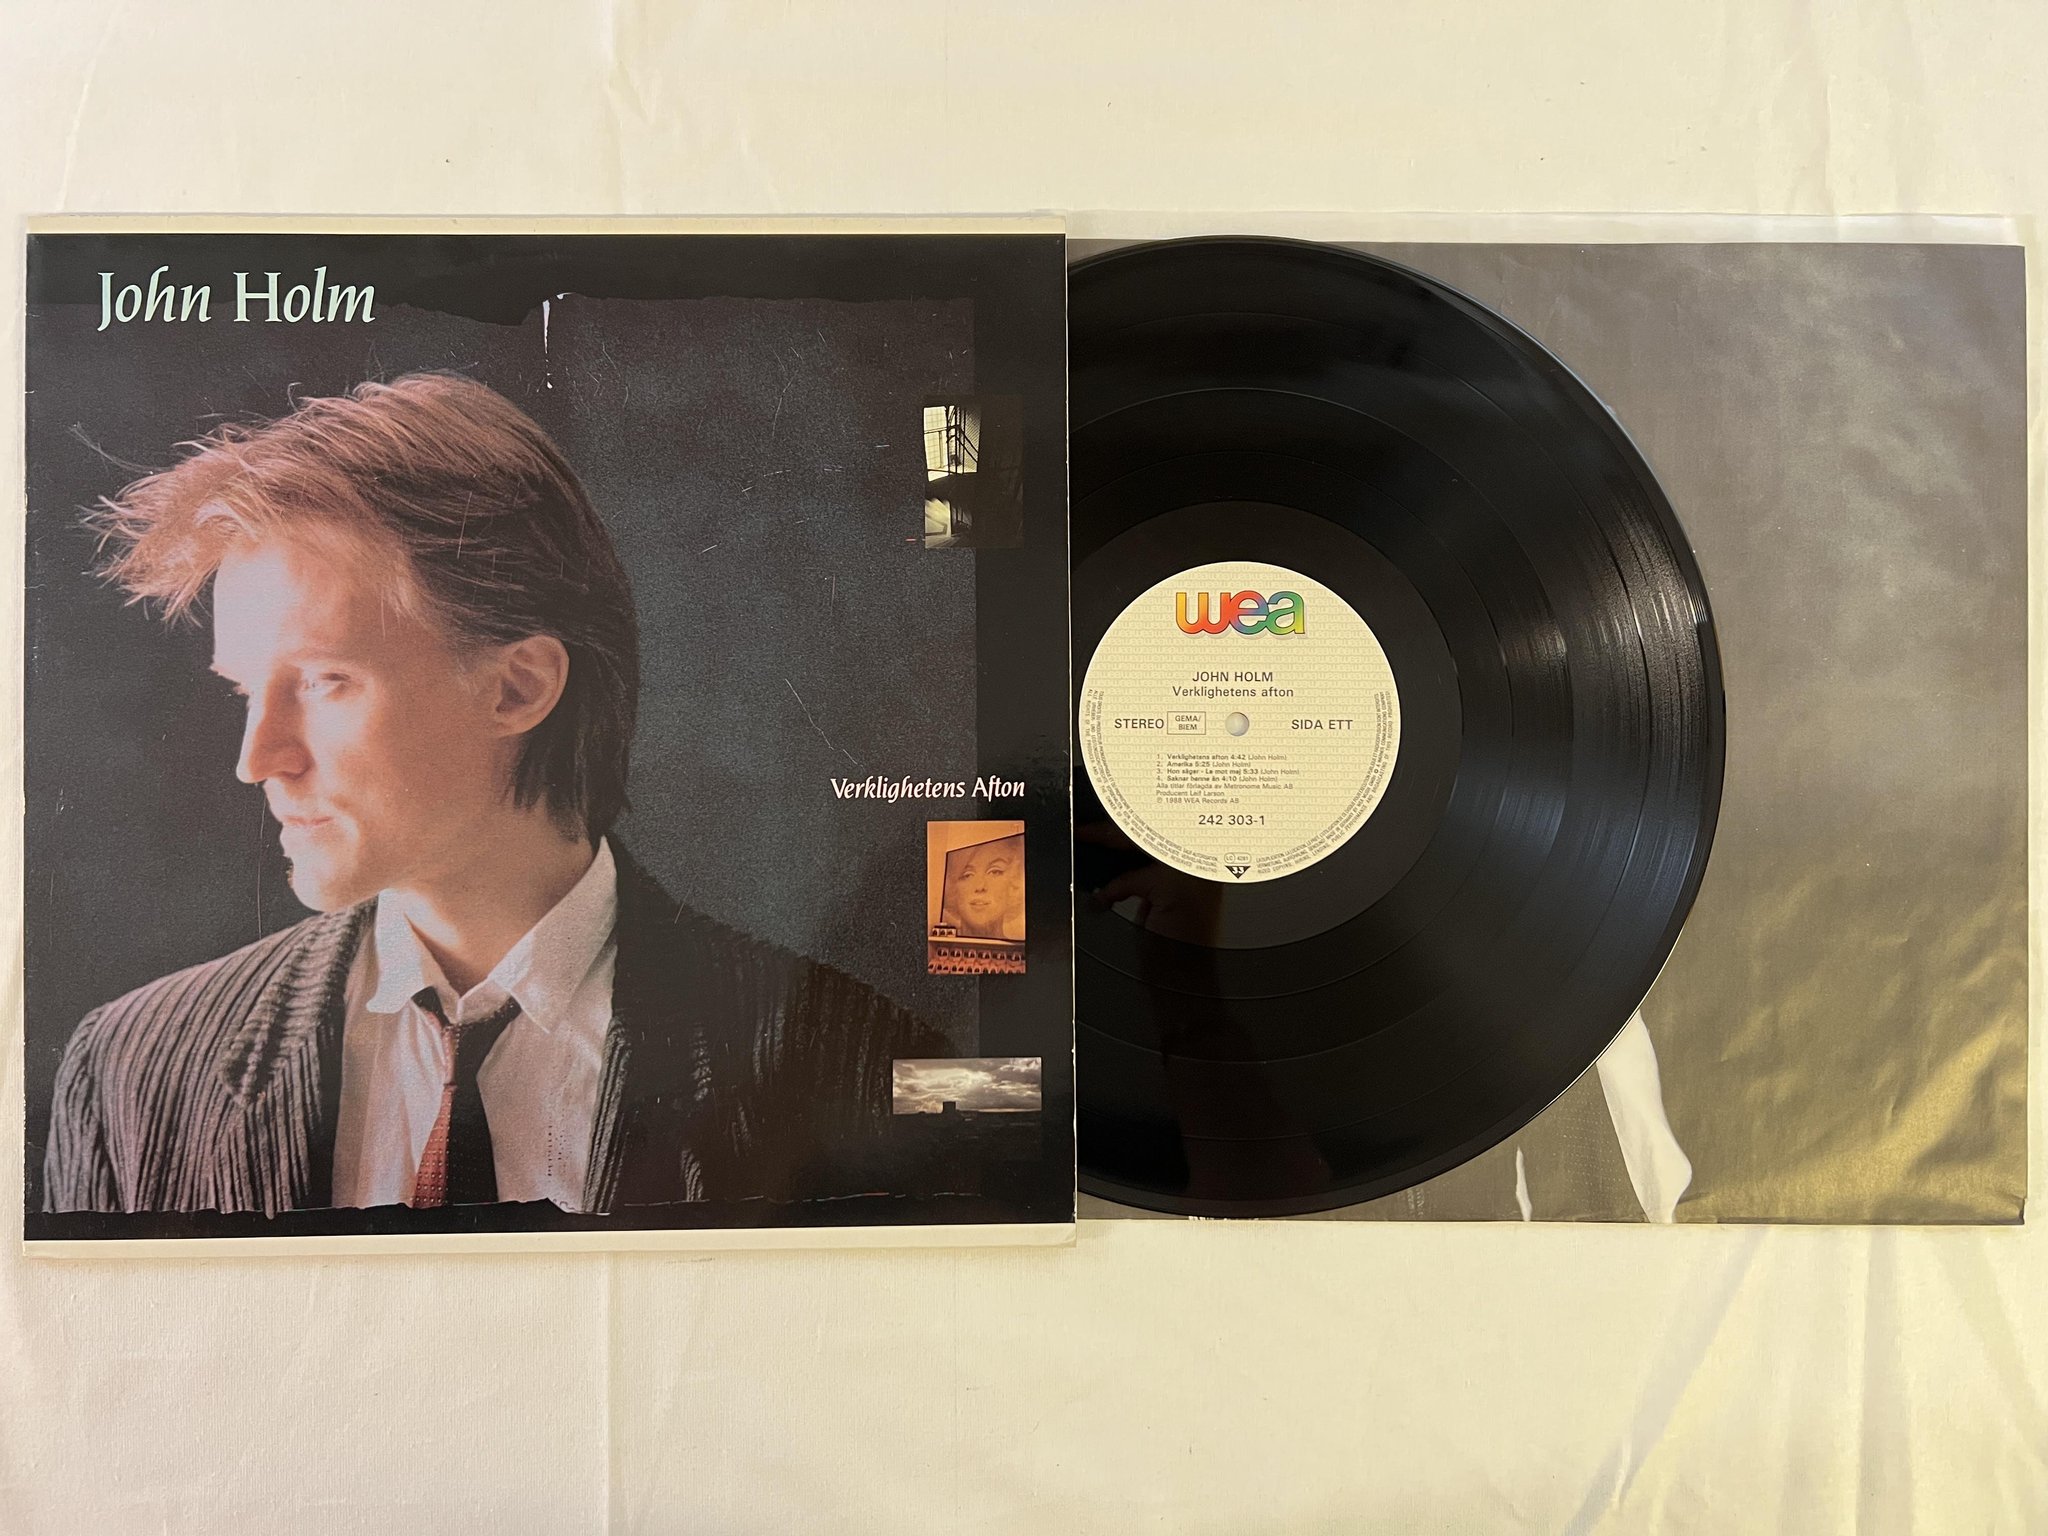 John Holm
Verklighetens Afton
wea
JOHN HOLM
Verklighetens afton
STEREO GEMA/ BIEM SIDA ETT
1. Verklighetens afton 4:42 (John Holm)
2. Amerika 5:25 (John Holm)
3. Hon säger - Le mot mej 5:33 (John Holm)
4. Saknar henne än 4:10 (John Holm)
Alla titlar förlagda av Metronome Music AB
Producent Leif Larson
℗ 1988 WEA Records AB
242 303-1
LC 4281
33